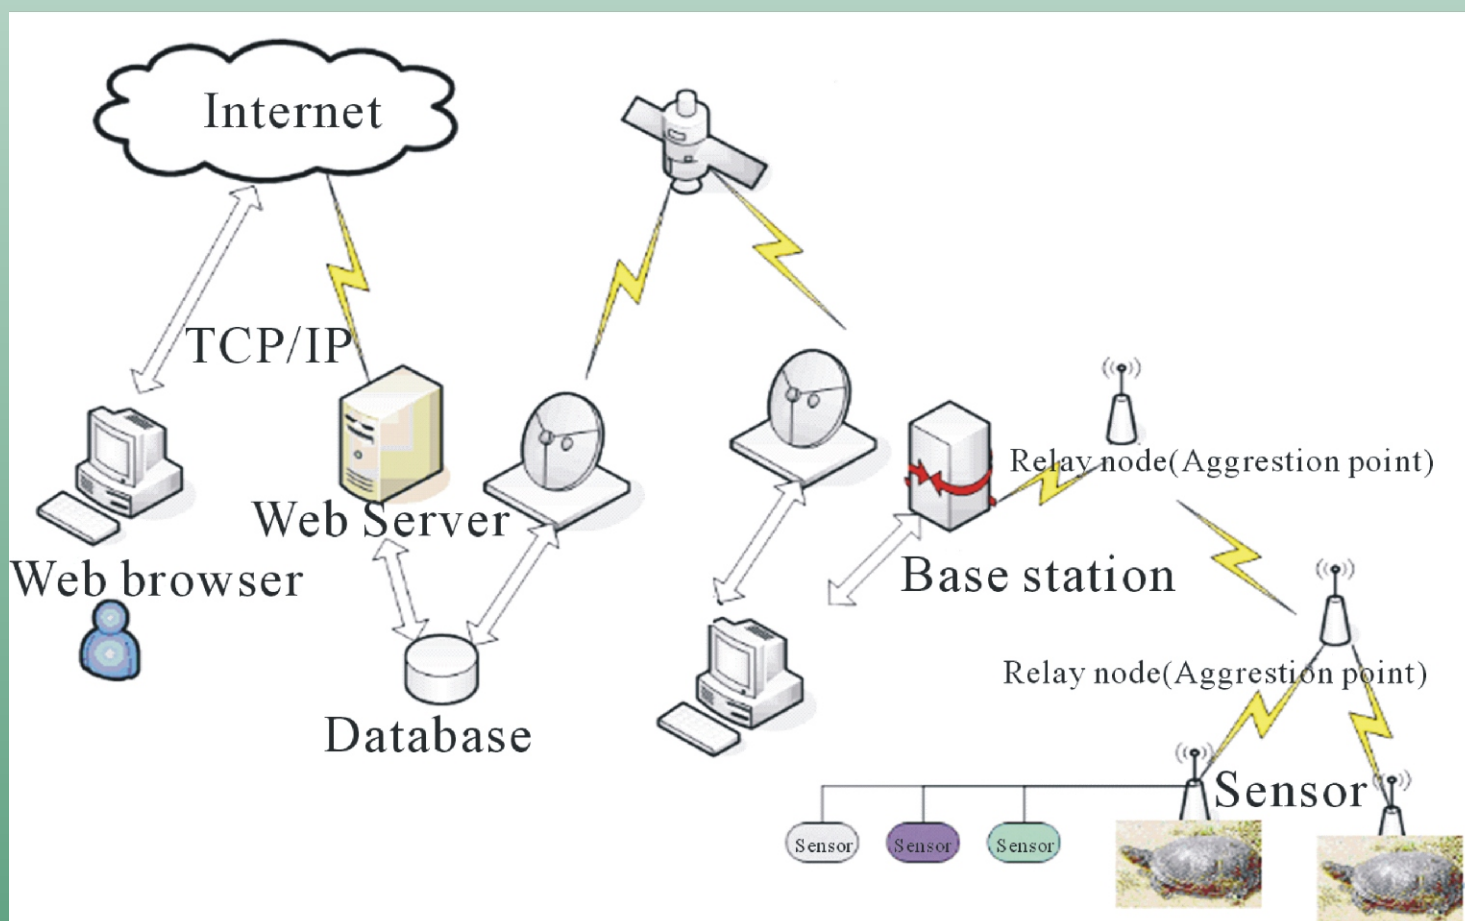 Internet
TCP/IP
Relay node(Aggrestion point)
Web Server
Web browser
Base station
Relay node(Aggrestion point)
Database
Sensor
Sensor
Sensor
Sensor